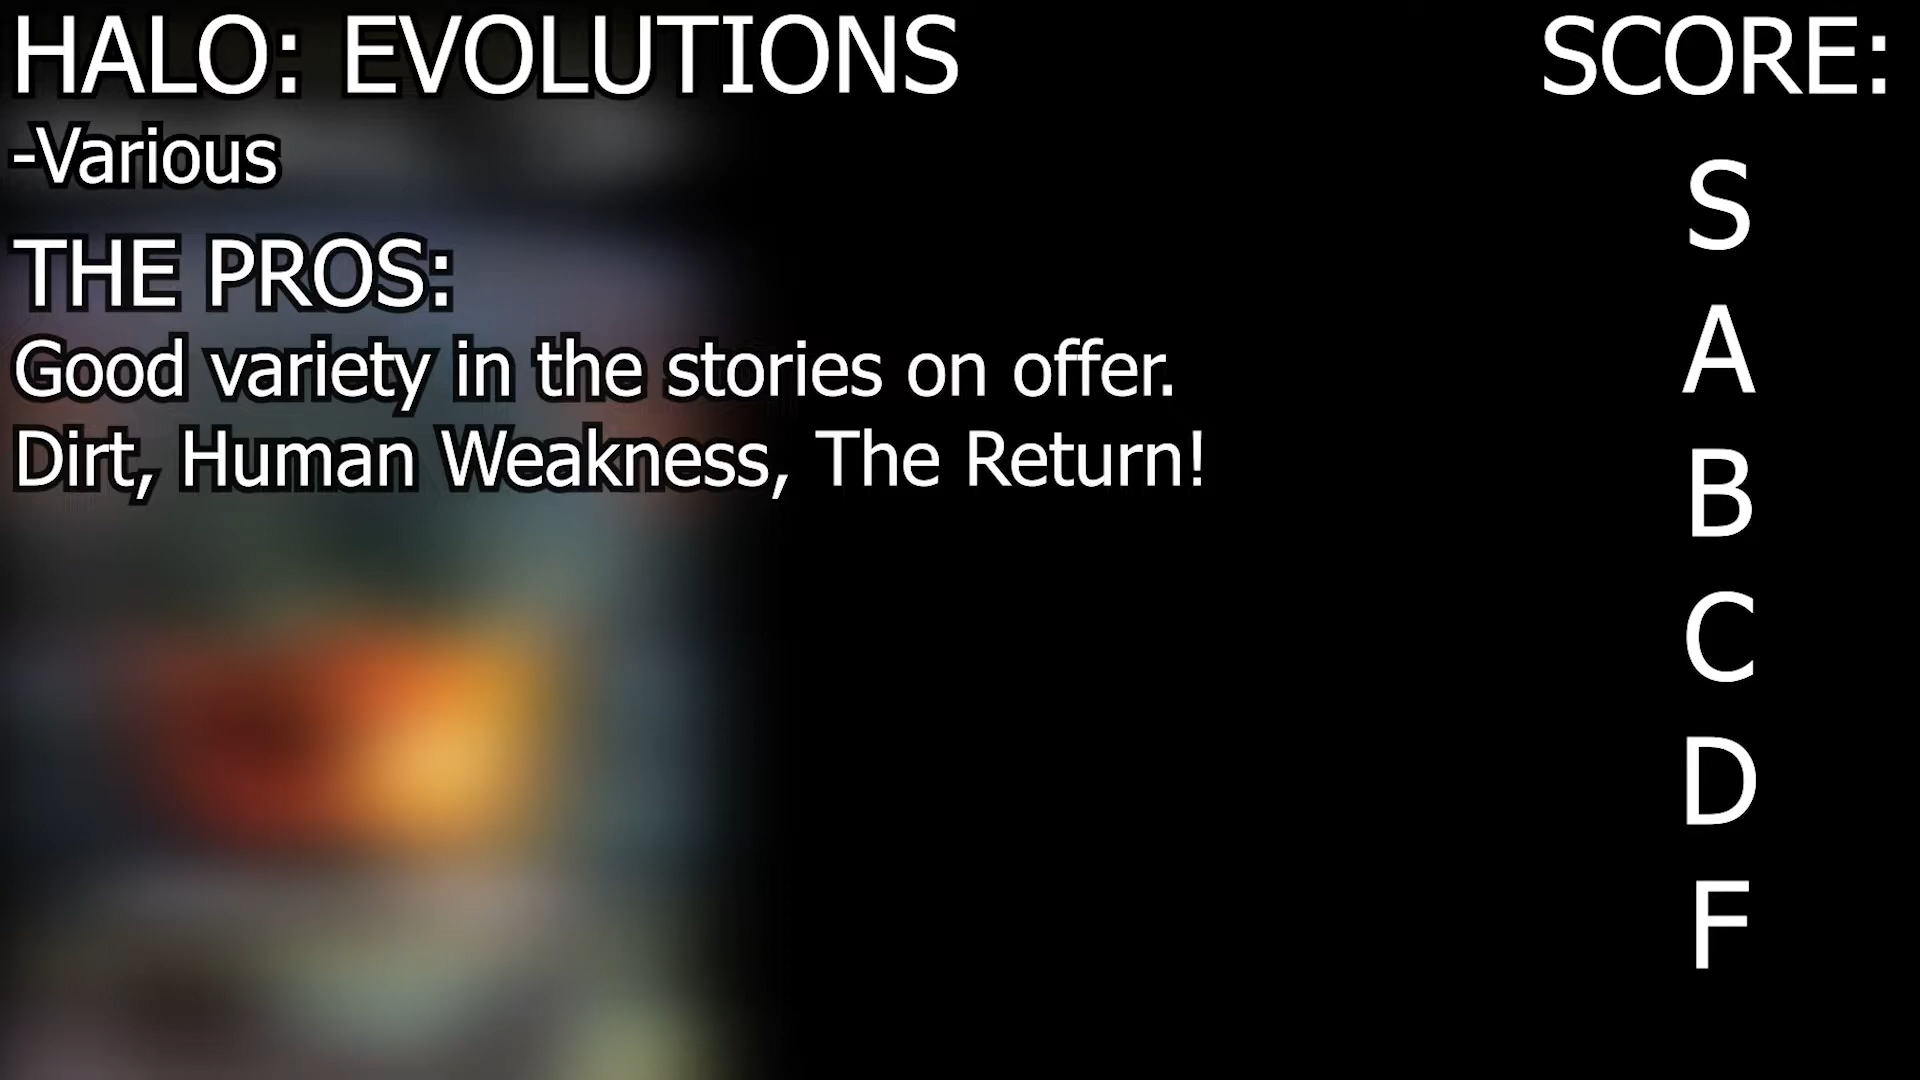 HALO: EVOLUTIONS
-Various
THE PROS:
Good variety in the stories on offer.
Dirt, Human Weakness, The Return!
SCORE:
S
A
B
C
D
F